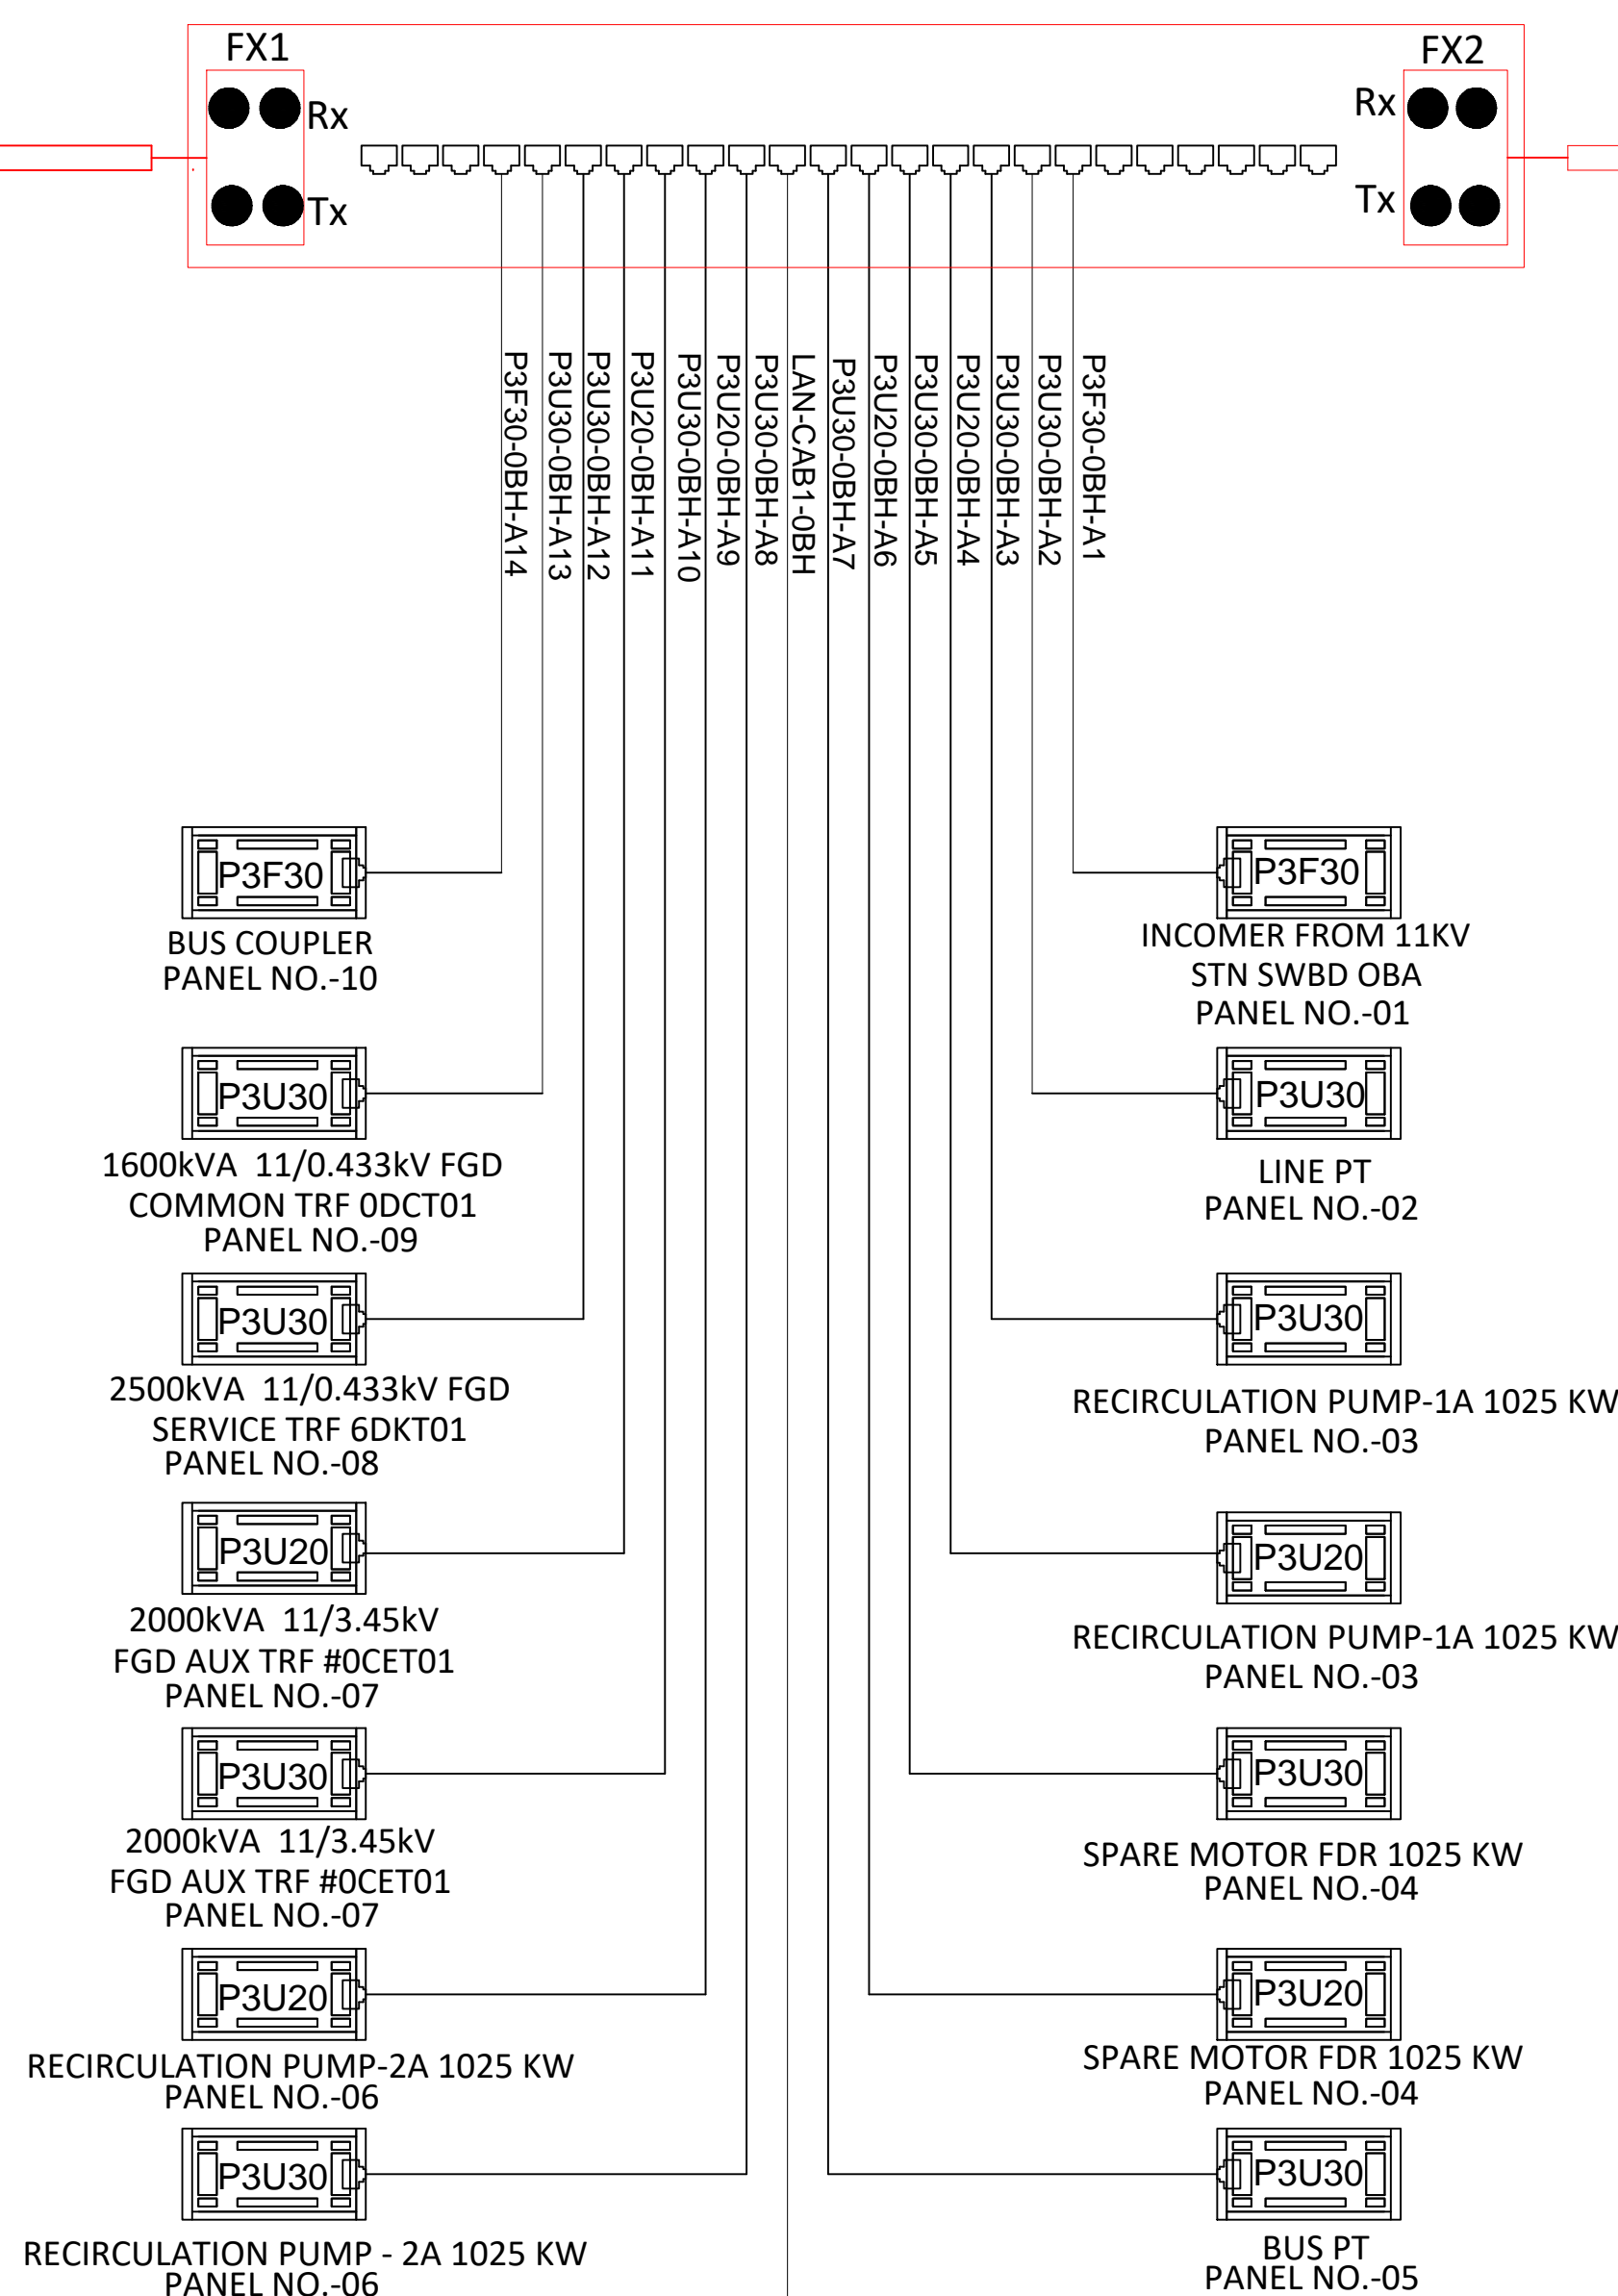 FX1
FX2
Rx
Rx
Tx
Tx
P3F30-0BH-A14
P3U30-0BH-A13
P3U30-0BH-A12
P3U20-0BH-A11
P3U30-0BH-A10
P3U20-0BH-A9
P3U30-0BH-A8
LAN-CAB1-0BH
P3U30-0BH-A7
P3U20-0BH-A6
P3U30-0BH-A5
P3U20-0BH-A4
P3U30-0BH-A3
P3U30-0BH-A2
P3F30-0BH-A1
P3F30
BUS COUPLER
PANEL NO.-10
P3U30
1600kVA 11/0.433kV FGD
COMMON TRF 0DCT01
PANEL NO.-09
P3U30
2500kVA 11/0.433kV FGD
SERVICE TRF 6DKT01
PANEL NO.-08
P3U20
2000kVA 11/3.45kV
FGD AUX TRF #0CET01
PANEL NO.-07
P3U30
2000kVA 11/3.45kV
FGD AUX TRF #0CET01
PANEL NO.-07
P3U20
RECIRCULATION PUMP-2A 1025 KW
PANEL NO.-06
P3U30
RECIRCULATION PUMP - 2A 1025 KW
PANEL NO.-06
P3F30
INCOMER FROM 11KV
STN SWBD OBA
PANEL NO.-01
P3U30
LINE PT
PANEL NO.-02
P3U30
RECIRCULATION PUMP-1A 1025 KW
PANEL NO.-03
P3U20
RECIRCULATION PUMP-1A 1025 KW
PANEL NO.-03
P3U30
SPARE MOTOR FDR 1025 KW
PANEL NO.-04
P3U20
SPARE MOTOR FDR 1025 KW
PANEL NO.-04
P3U30
BUS PT
PANEL NO.-05